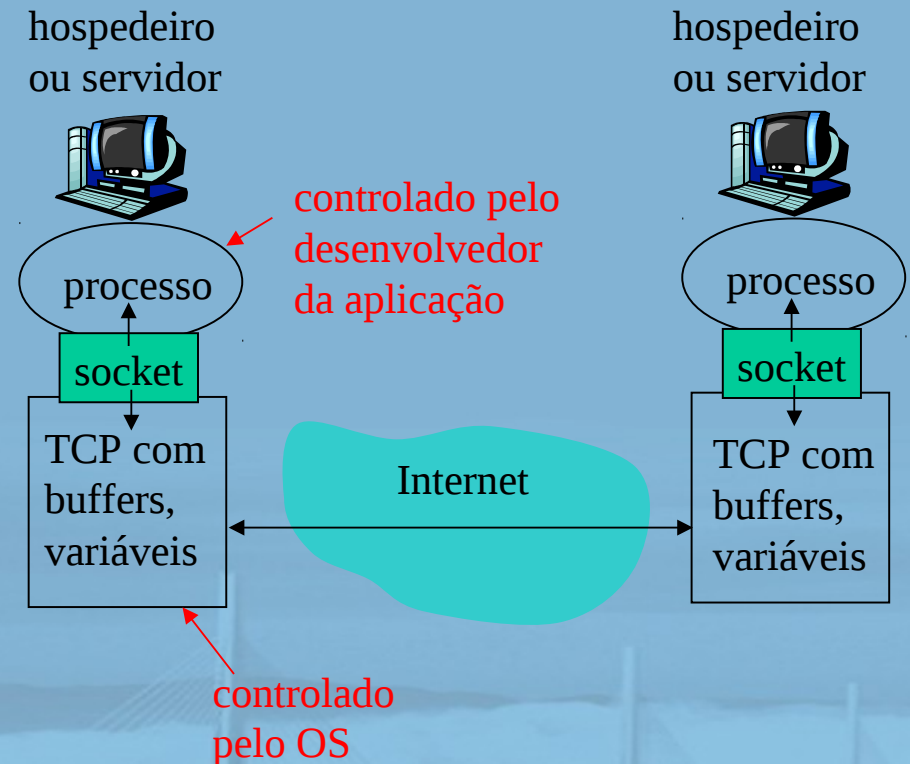 hospedeiro
ou servidor
hospedeiro
ou servidor
controlado pelo
desenvolvedor
da aplicação
processo
processo
socket
socket
TCP com
buffers,
variáveis
Internet
TCP com
buffers,
variáveis
controlado
pelo OS